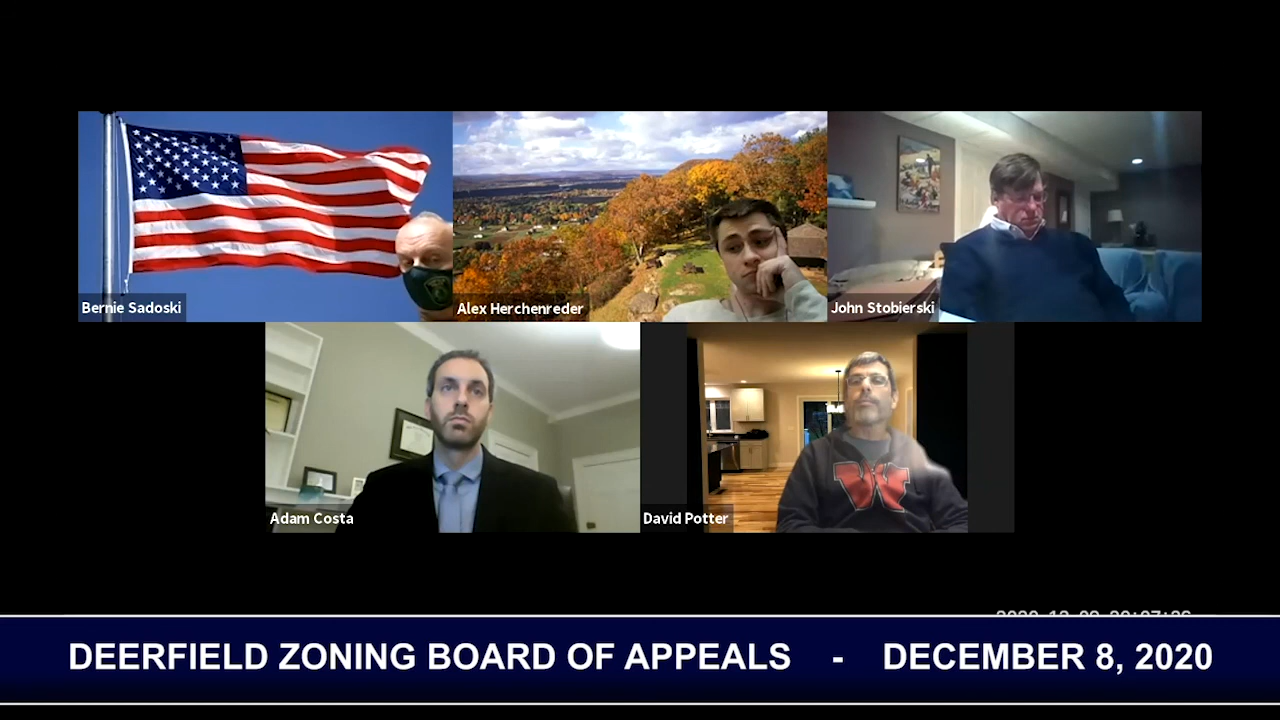 Bernie Sadoski
Alex Herchenreder
John Stobierski
Adam Costa
David Potter
W
DEERFIELD ZONING BOARD OF APPEALS - DECEMBER 8, 2020